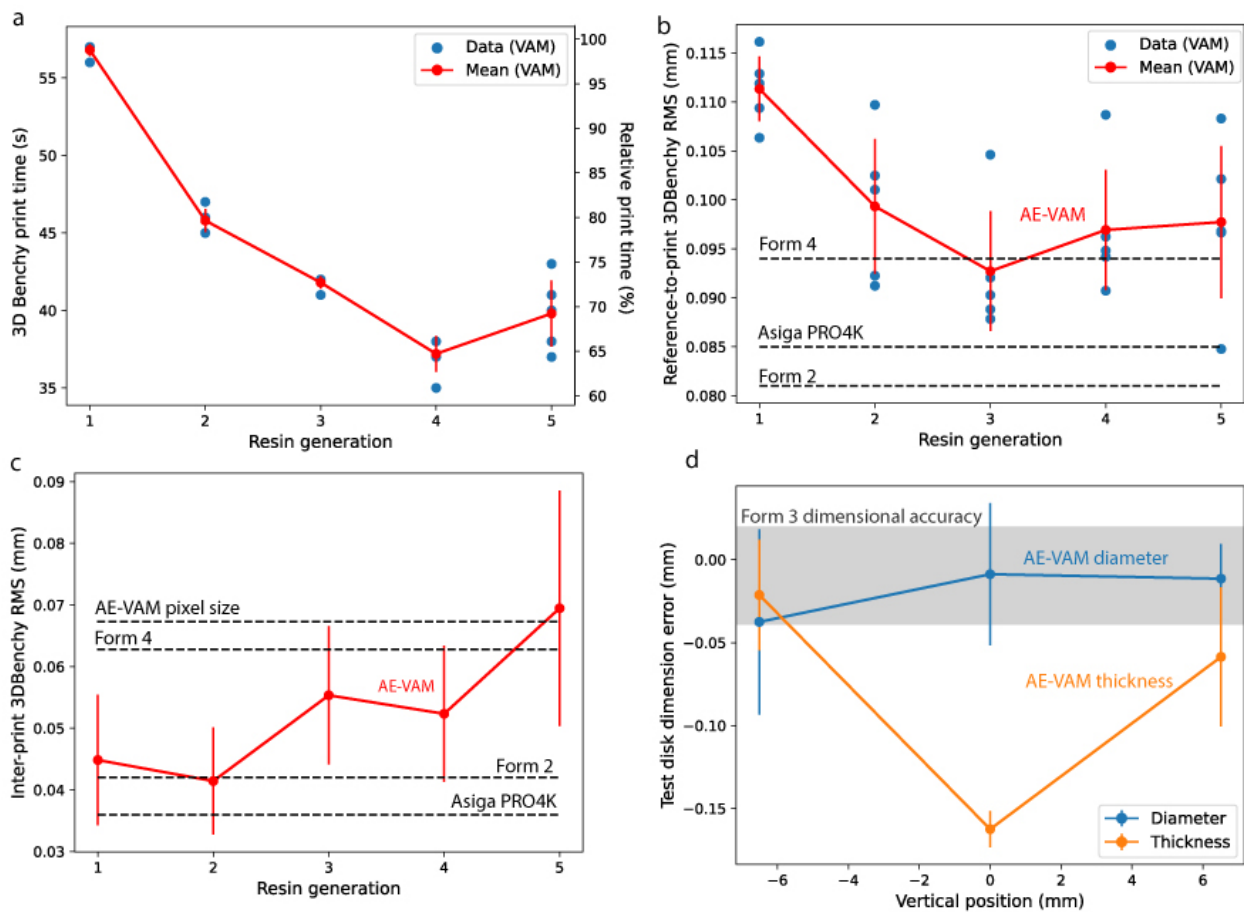 a
3D Benchy print time (s)
55
50
45
40
35
1
2
3
4
5
Resin generation
100
95
90
85
80
75
70
65
60
Relative print time (%)
Data (VAM)
Mean (VAM)
b
Reference-to-print 3DBenchy RMS (mm)
0.115
0.110
0.105
0.100
0.095
0.090
0.085
0.080
1
2
3
4
5
Resin generation
Data (VAM)
Mean (VAM)
AE-VAM
Form 4
Asiga PRO4K
Form 2
c
Inter-print 3DBenchy RMS (mm)
0.09
0.08
0.07
0.06
0.05
0.04
0.03
1
2
3
4
5
Resin generation
AE-VAM pixel size
Form 4
AE-VAM
Form 2
Asiga PRO4K
d
Test disk dimension error (mm)
0.00
−0.05
−0.10
−0.15
−6
−4
−2
0
2
4
6
Vertical position (mm)
Form 3 dimensional accuracy
AE-VAM diameter
AE-VAM thickness
Diameter
Thickness